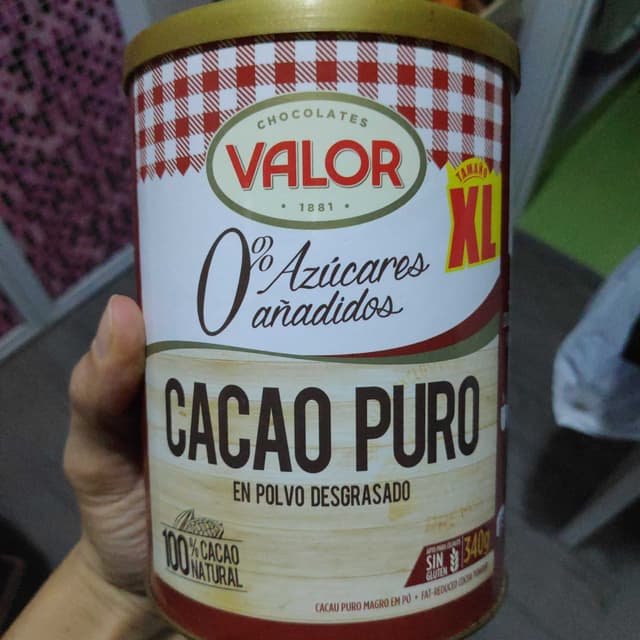 CHOCOLATES
VALOR
· 1881 ·
TAMAÑO
XL
0% Azúcares
añadidos
CACAO PURO
EN POLVO DESGRASADO
100% CACAO
NATURAL
SIN
GLUTEN
340g
CACAU PURO MAGRO EM PÓ • FAT-REDUCED COCOA POWDER